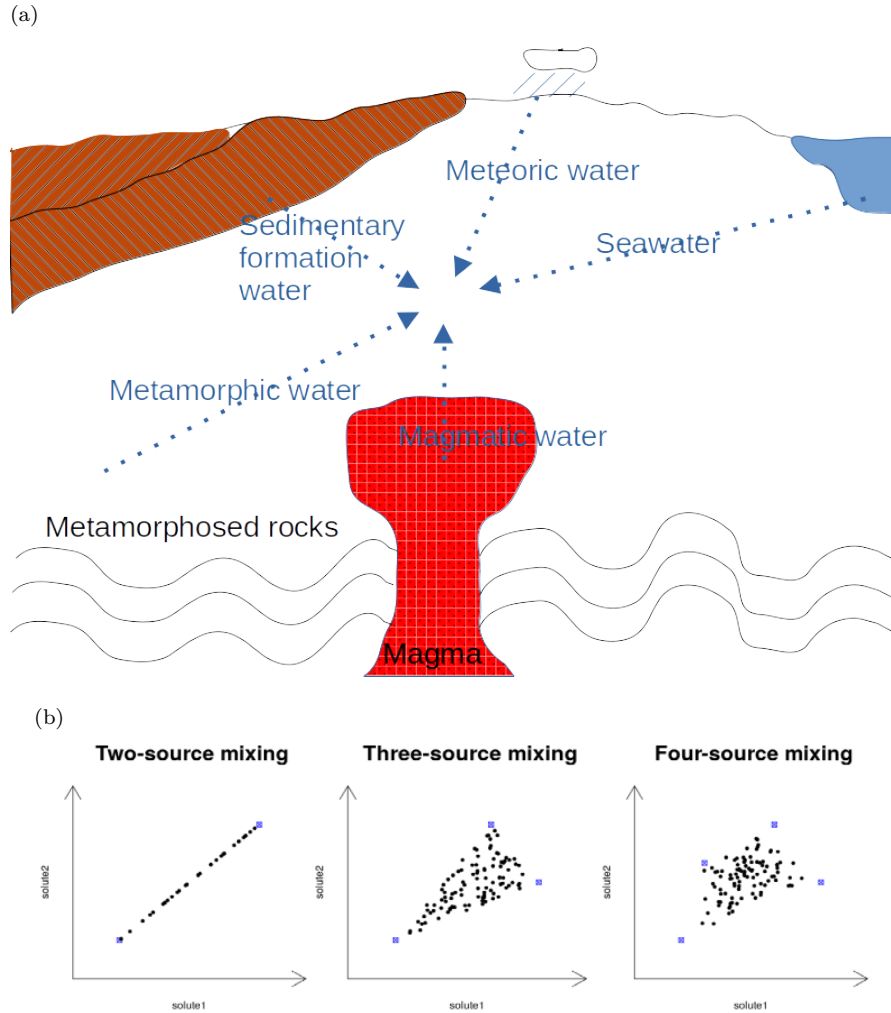 (a)
Meteoric water
Sedimentary
formation
water
Seawater
Metamorphic water
Magmatic water
Metamorphosed rocks
Magma
(b)
Two-source mixing
Three-source mixing
Four-source mixing
solute2
solute2
solute2
solute1
solute1
solute1